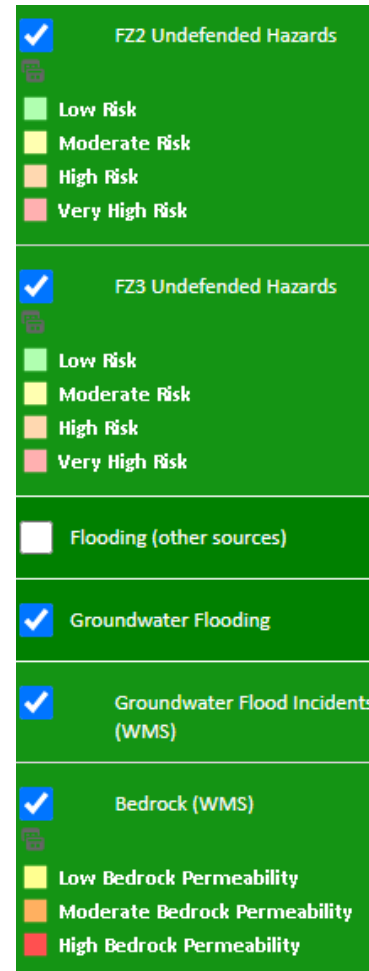 FZ2 Undefended Hazards
Low Risk
Moderate Risk
High Risk
Very High Risk
FZ3 Undefended Hazards
Low Risk
Moderate Risk
High Risk
Very High Risk
Flooding (other sources)
Groundwater Flooding
Groundwater Flood Incidents
(WMS)
Bedrock (WMS)
Low Bedrock Permeability
Moderate Bedrock Permeability
High Bedrock Permeability